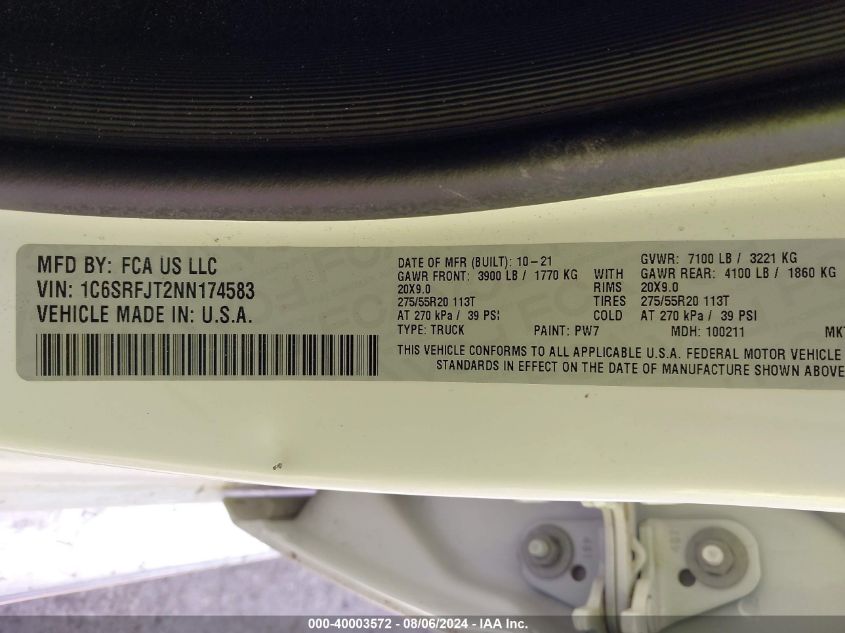 MFD BY: FCA US LLC
VIN: 1C6SRFJT2NN174583
VEHICLE MADE IN: U.S.A.
DATE OF MFR (BUILT): 10-21 GVWR: 7100 LB / 3221 KG
GAWR FRONT: 3900 LB / 1770 KG WITH GAWR REAR: 4100 LB / 1860 KG
20X9.0 RIMS 20X9.0
275/55R20 113T TIRES 275/55R20 113T
AT 270 kPa / 39 PSI COLD AT 270 kPa / 39 PSI
TYPE: TRUCK PAINT: PW7 MDH: 100211
THIS VEHICLE CONFORMS TO ALL APPLICABLE U.S.A. FEDERAL MOTOR VEHICLE
STANDARDS IN EFFECT ON THE DATE OF MANUFACTURE SHOWN ABOVE
000-40003572 - 08/06/2024 - IAA Inc.